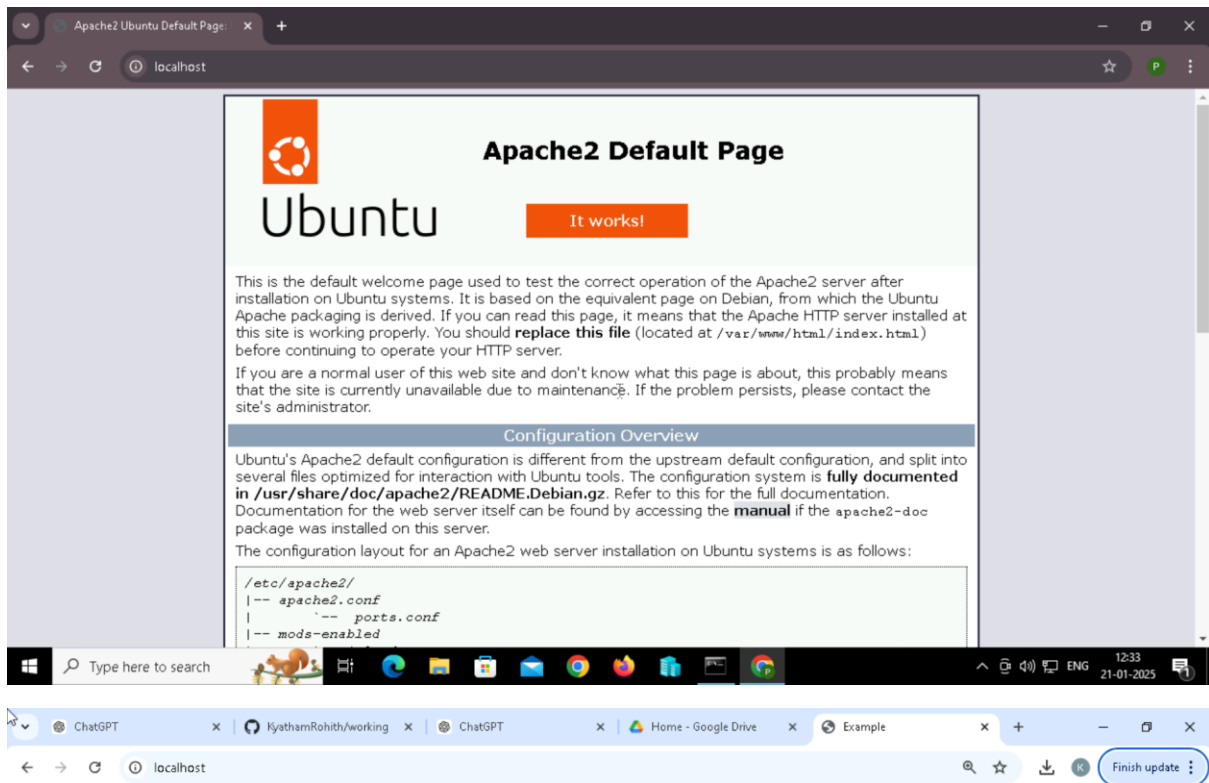 Apache2 Ubuntu Default Page:
localhost
P
Apache2 Default Page
Ubuntu
It works!
This is the default welcome page used to test the correct operation of the Apache2 server after
installation on Ubuntu systems. It is based on the equivalent page on Debian, from which the Ubuntu
Apache packaging is derived. If you can read this page, it means that the Apache HTTP server installed at
this site is working properly. You should replace this file (located at /var/www/html/index.html)
before continuing to operate your HTTP server.
If you are a normal user of this web site and don't know what this page is about, this probably means
that the site is currently unavailable due to maintenance. If the problem persists, please contact the
site's administrator.
Configuration Overview
Ubuntu's Apache2 default configuration is different from the upstream default configuration, and split into
several files optimized for interaction with Ubuntu tools. The configuration system is fully documented
in /usr/share/doc/apache2/README.Debian.gz. Refer to this for the full documentation.
Documentation for the web server itself can be found by accessing the manual if the apache2-doc
package was installed on this server.
The configuration layout for an Apache2 web server installation on Ubuntu systems is as follows:
/etc/apache2/
|-- apache2.conf
|       `--  ports.conf
|-- mods-enabled
Type here to search
ENG
12:33
21-01-2025
ChatGPT
KyathamRohith/working
ChatGPT
Home - Google Drive
Example
localhost
K
Finish update